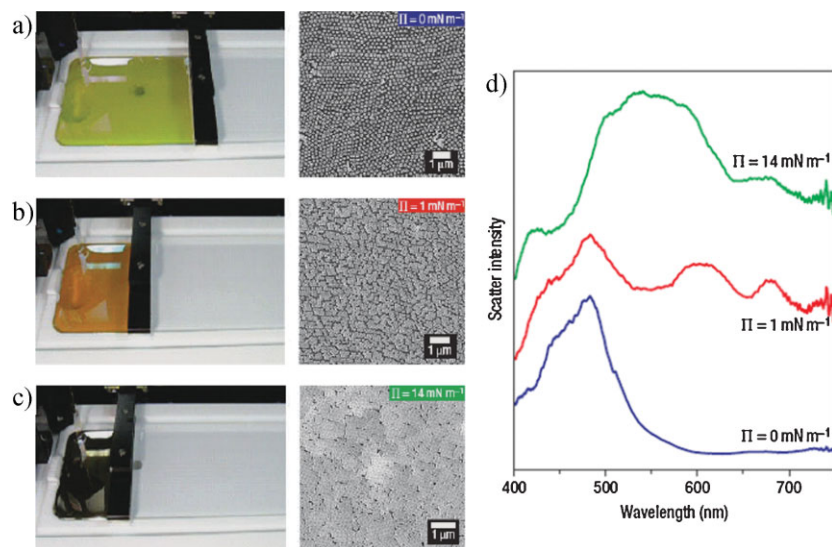 a)
Π = 0 mN m⁻¹
1 μm
b)
Π = 1 mN m⁻¹
1 μm
c)
Π = 14 mN m⁻¹
1 μm
d)
Scatter intensity
Π = 14 mN m⁻¹
Π = 1 mN m⁻¹
Π = 0 mN m⁻¹
400 500 600 700
Wavelength (nm)